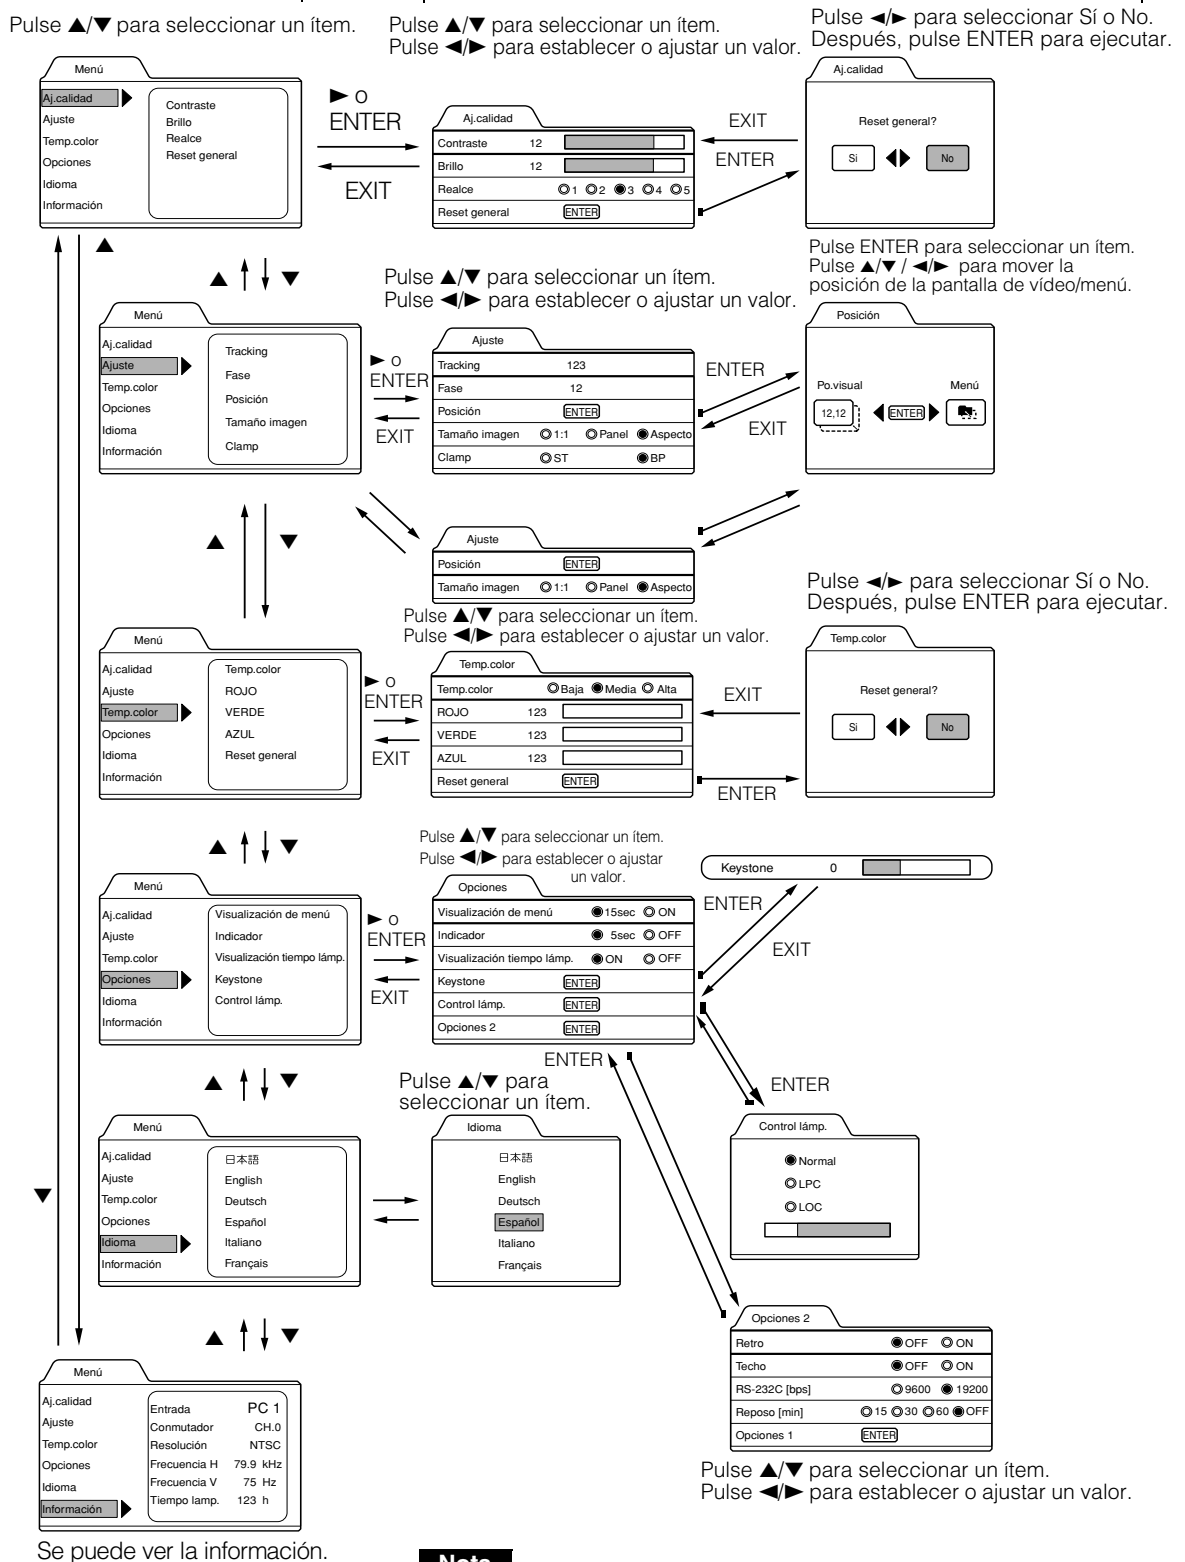 Pulse ▲/▼ para seleccionar un ítem.
Pulse ▲/▼ para seleccionar un ítem.
Pulse ◄/► para establecer o ajustar un valor.
Pulse ◄/► para seleccionar Sí o No.
Después, pulse ENTER para ejecutar.
Menú
Aj.calidad
Ajuste
Temp.color
Opciones
Idioma
Información
Contraste
Brillo
Realce
Reset general
► o
ENTER
EXIT
Aj.calidad
Contraste 12
Brillo 12
Realce 1 2 3 4 5
Reset general ENTER
EXIT
ENTER
Aj.calidad
Reset general?
Si No
▲
▲ ▼
Pulse ▲/▼ para seleccionar un ítem.
Pulse ◄/► para establecer o ajustar un valor.
Pulse ENTER para seleccionar un ítem.
Pulse ▲/▼ / ◄/► para mover la
posición de la pantalla de vídeo/menú.
Menú
Aj.calidad
Ajuste
Temp.color
Opciones
Idioma
Información
Tracking
Fase
Posición
Tamaño imagen
Clamp
► o
ENTER
EXIT
Ajuste
Tracking 123
Fase 12
Posición ENTER
Tamaño imagen 1:1 Panel Aspecto
Clamp ST BP
ENTER
EXIT
Posición
Po.visual Menú
12,12 ENTER
▲ ▼
Ajuste
Posición ENTER
Tamaño imagen 1:1 Panel Aspecto
Pulse ▲/▼ para seleccionar un ítem.
Pulse ◄/► para establecer o ajustar un valor.
Pulse ◄/► para seleccionar Sí o No.
Después, pulse ENTER para ejecutar.
Menú
Aj.calidad
Ajuste
Temp.color
Opciones
Idioma
Información
Temp.color
ROJO
VERDE
AZUL
Reset general
► o
ENTER
EXIT
Temp.color
Temp.color Baja Media Alta
ROJO 123
VERDE 123
AZUL 123
Reset general ENTER
EXIT
ENTER
Temp.color
Reset general?
Si No
▲ ▼
Pulse ▲/▼ para seleccionar un ítem.
Pulse ◄/► para establecer o ajustar
un valor.
Menú
Aj.calidad
Ajuste
Temp.color
Opciones
Idioma
Información
Visualización de menú
Indicador
Visualización tiempo lámp.
Keystone
Control lámp.
► o
ENTER
EXIT
Opciones
Visualización de menú 15sec ON
Indicador 5sec OFF
Visualización tiempo lámp. ON OFF
Keystone ENTER
Control lámp. ENTER
Opciones 2 ENTER
Keystone 0
ENTER
EXIT
ENTER
ENTER
▲ ▼
Pulse ▲/▼ para
seleccionar un ítem.
Menú
Aj.calidad
Ajuste
Temp.color
Opciones
Idioma
Información
日本語
English
Deutsch
Español
Italiano
Français
Idioma
日本語
English
Deutsch
Español
Italiano
Français
Control lámp.
Normal
LPC
LOC
▼
▲ ▼
Opciones 2
Retro OFF ON
Techo OFF ON
RS-232C [bps] 9600 19200
Reposo [min] 15 30 60 OFF
Opciones 1 ENTER
Pulse ▲/▼ para seleccionar un ítem.
Pulse ◄/► para establecer o ajustar un valor.
Menú
Aj.calidad
Ajuste
Temp.color
Opciones
Idioma
Información
Entrada PC 1
Conmutador CH.0
Resolución NTSC
Frecuencia H 79.9 kHz
Frecuencia V 75 Hz
Tiempo lamp. 123 h
Se puede ver la información.
Nota